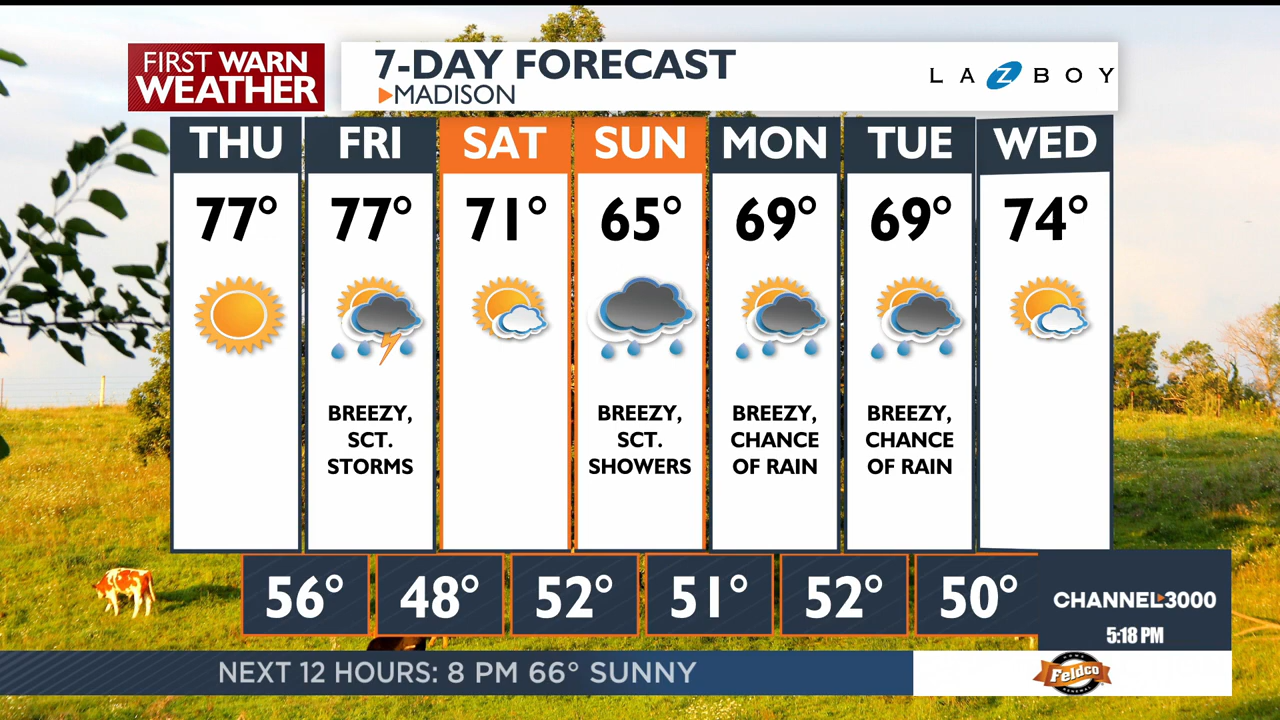 FIRST WARN
WEATHER
7-DAY FORECAST
MADISON
LA Z BOY
THU FRI SAT SUN MON TUE WED
77° 77° 71° 65° 69° 69° 74°
BREEZY,
SCT.
STORMS
BREEZY,
SCT.
SHOWERS
BREEZY,
CHANCE
OF RAIN
BREEZY,
CHANCE
OF RAIN
56° 48° 52° 51° 52° 50°
CHANNEL3000
5:18 PM
NEXT 12 HOURS: 8 PM 66° SUNNY
Feldco